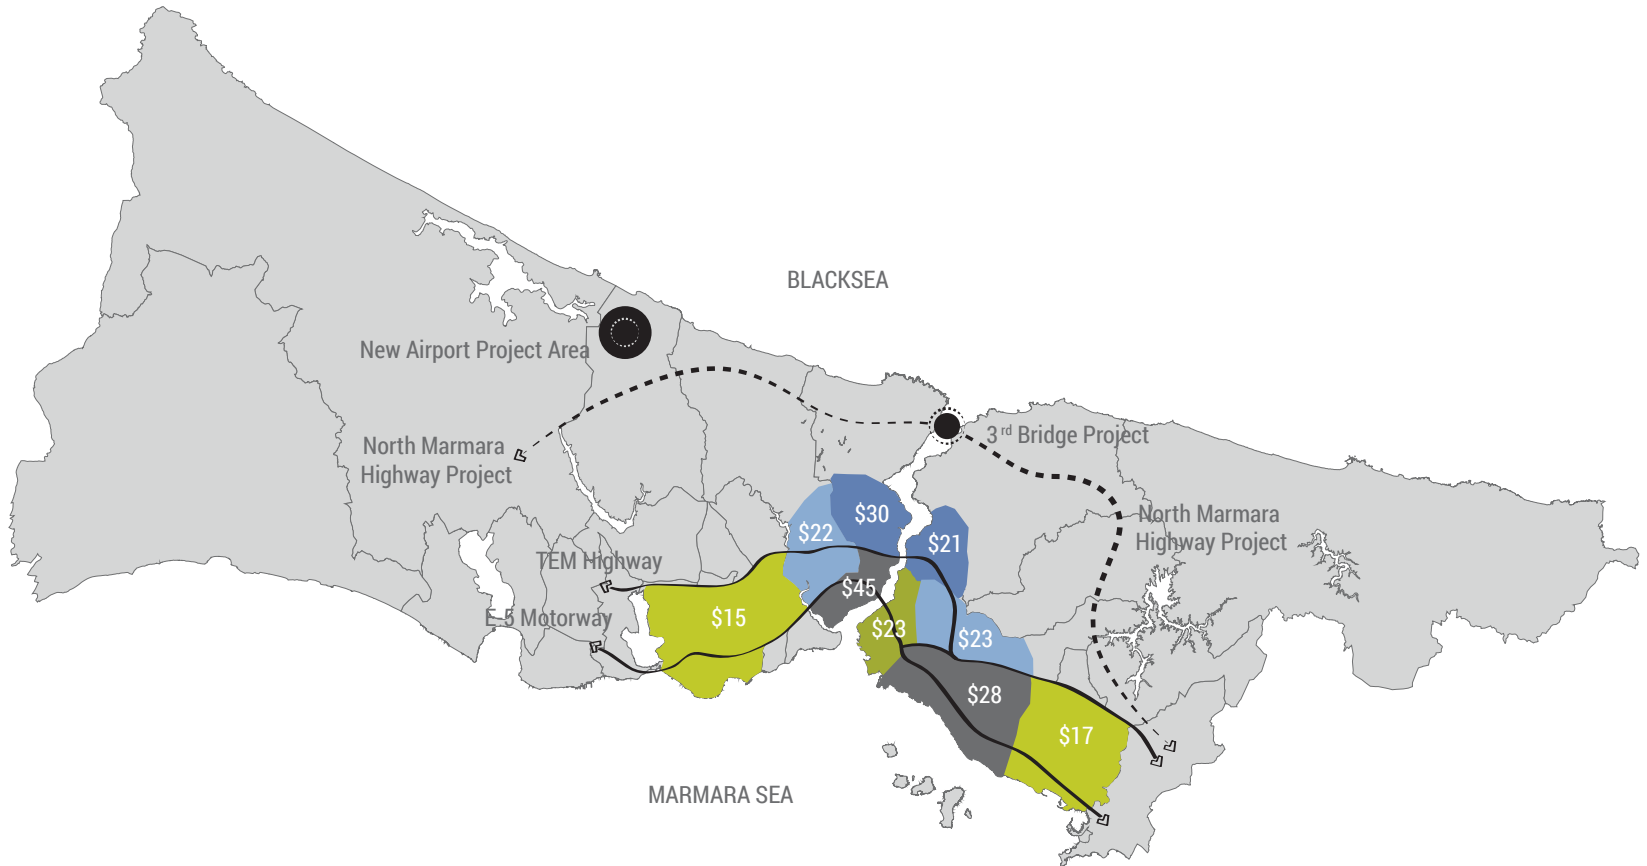 BLACKSEA
New Airport Project Area
North Marmara
Highway Project
3rd Bridge Project
North Marmara
Highway Project
$30
$22
$21
TEM Highway
$45
E-5 Motorway
$15
$23
$23
$28
$17
MARMARA SEA